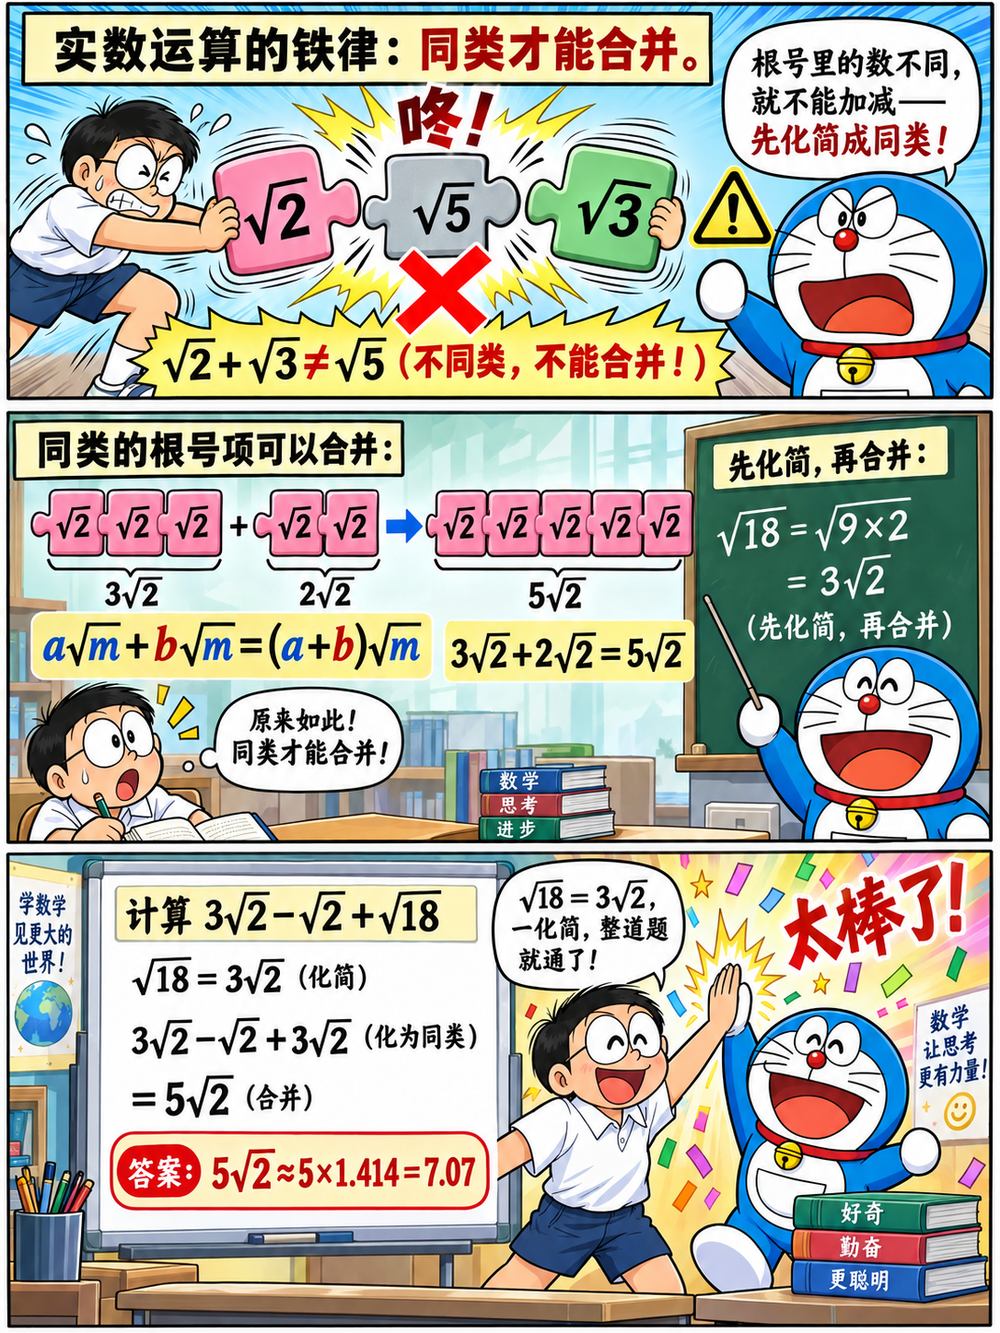 实数运算的铁律：同类才能合并。
根号里的数不同，
就不能加减——
先化简成同类！
咚！
√2
√5
√3
√2+√3≠√5（不同类，不能合并！）
同类的根号项可以合并：
√2 √2 √2 + √2 √2 √2 √2 √2 √2 √2
3√2 2√2 5√2
a√m+b√m=(a+b)√m
3√2+2√2=5√2
先化简，再合并：
√18=√9×2
=3√2
（先化简，再合并）
原来如此！
同类才能合并！
数学
思考
进步
学数学
见更大的
世界！
计算 3√2−√2+√18
√18=3√2（化简）
3√2−√2+3√2（化为同类）
=5√2（合并）
答案：5√2≈5×1.414=7.07
√18=3√2，
一化简，整道题
就通了！
太棒了！
数学
让思考
更有力量！
好奇
勤奋
更聪明